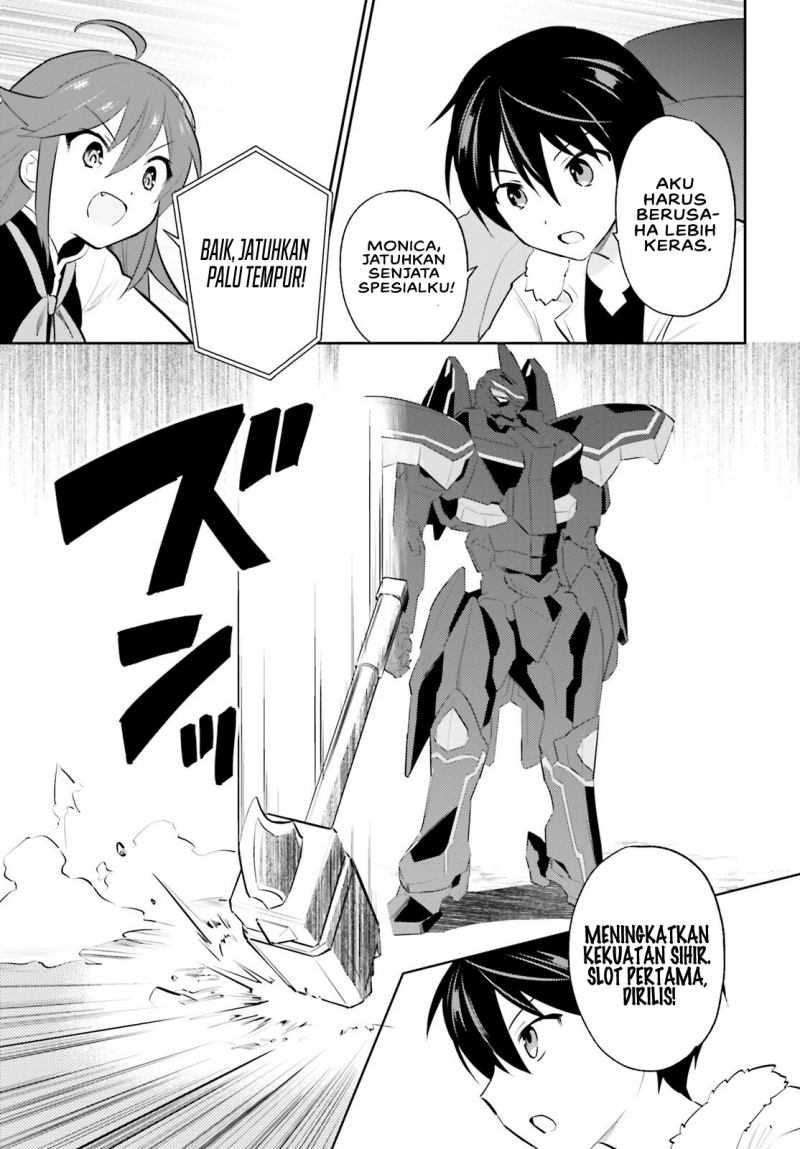 AKU
HARUS
BERUSA-
HA LEBIH
KERAS.
MONICA,
JATUHKAN
SENJATA
SPESIALKU!
BAIK, JATUHKAN
PALU TEMPUR!
ズンッ
MENINGKATKAN
KEKUATAN SIHIR.
SLOT PERTAMA,
DIRILIS!